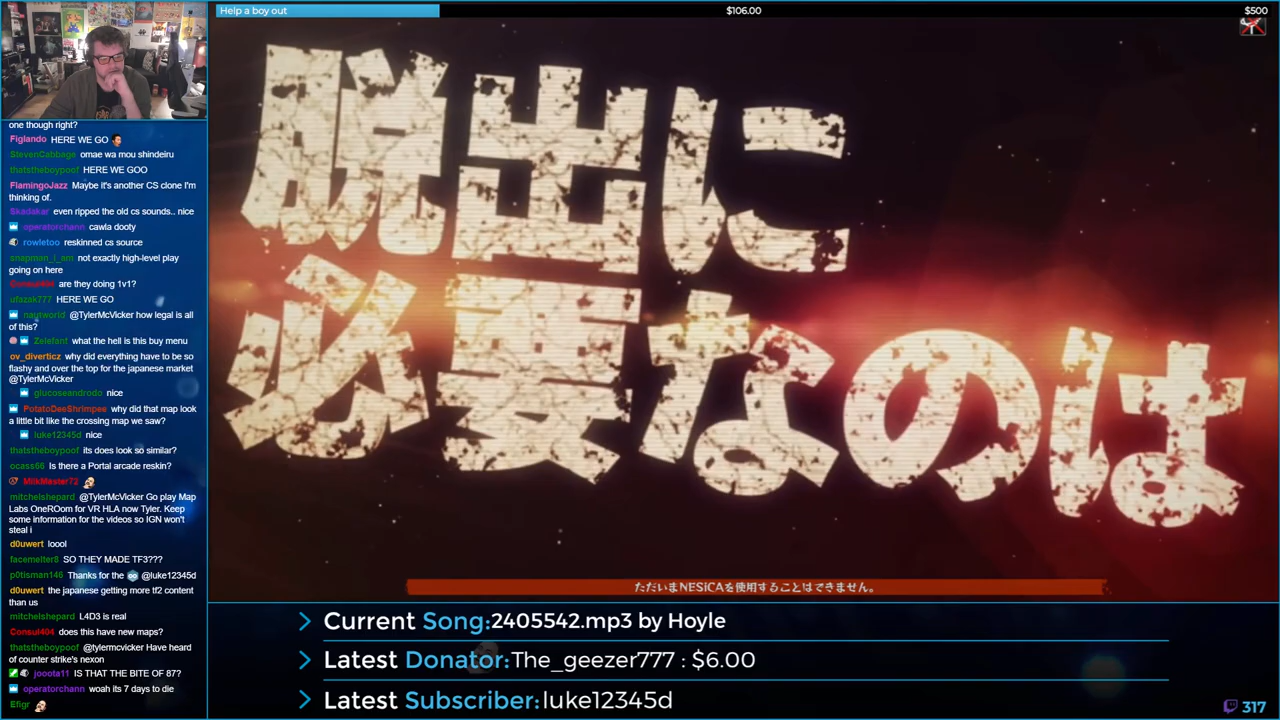 Help a boy out
$106.00
$500
脱出に
必要なのは
ただいまNESiCAを使用することはできません。
one though right?
Figlando HERE WE GO
StevenCabbage omae wa mou shindeiru
thatstheboypoof HERE WE GOO
FlamingoJazz Maybe it's another CS clone I'm
thinking of.
Skadakar even ripped the old cs sounds.. nice
operatorchann cawla dooty
rowletoo reskinned cs source
snapman_i_am not exactly high-level play
going on here
Consul404 are they doing 1v1?
ufazak777 HERE WE GO
nautworld @TylerMcVicker how legal is all
of this?
Zelefant what the hell is this buy menu
ov_diverticz why did everything have to be so
flashy and over the top for the japanese market
@TylerMcVicker
glucoseandrodo nice
PotatoDeeShrimpee why did that map look
a little bit like the crossing map we saw?
luke12345d nice
thatstheboypoof its does look so similar?
ocass66 Is there a Portal arcade reskin?
MilkMaster72
mitchelshepard @TylerMcVicker Go play Map
Labs OneROom for VR HLA now Tyler. Keep
some information for the videos so IGN won't
steal i
d0uwert loool
facemelter8 SO THEY MADE TF3???
p0tisman146 Thanks for the @luke12345d
d0uwert the japanese getting more tf2 content
than us
mitchelshepard L4D3 is real
Consul404 does this have new maps?
thatstheboypoof @tylermcvicker Have heard
of counter strike's nexon
jooota11 IS THAT THE BITE OF 87?
operatorchann woah its 7 days to die
Efigr
Current Song:2405542.mp3 by Hoyle
Latest Donator:The_geezer777 : $6.00
Latest Subscriber:luke12345d
317